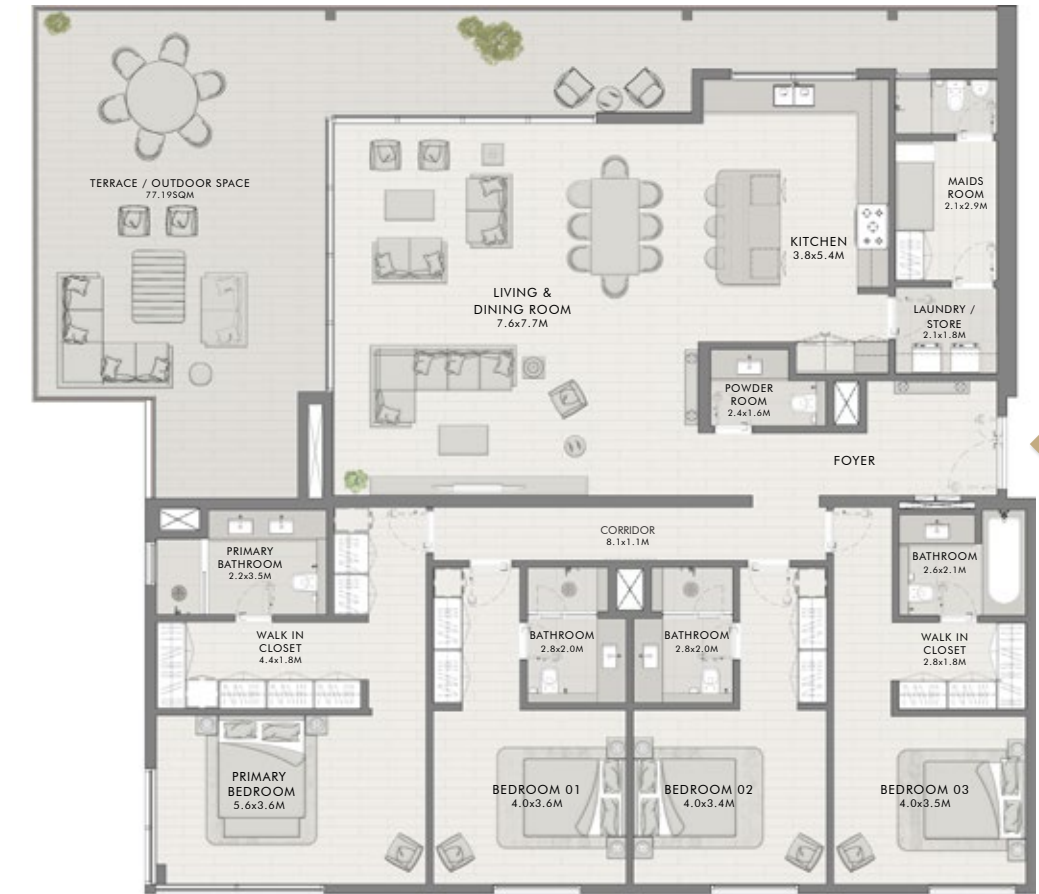 TERRACE / OUTDOOR SPACE
77.19SQM
MAIDS
ROOM
2.1x2.9M
KITCHEN
3.8x5.4M
LIVING &
DINING ROOM
7.6x7.7M
LAUNDRY /
STORE
2.1x1.8M
POWDER
ROOM
2.4x1.6M
FOYER
CORRIDOR
8.1x1.1M
PRIMARY
BATHROOM
2.2x3.5M
BATHROOM
2.6x2.1M
WALK IN
CLOSET
4.4x1.8M
BATHROOM
2.8x2.0M
BATHROOM
2.8x2.0M
WALK IN
CLOSET
2.8x1.8M
PRIMARY
BEDROOM
5.6x3.6M
BEDROOM 01
4.0x3.6M
BEDROOM 02
4.0x3.4M
BEDROOM 03
4.0x3.5M